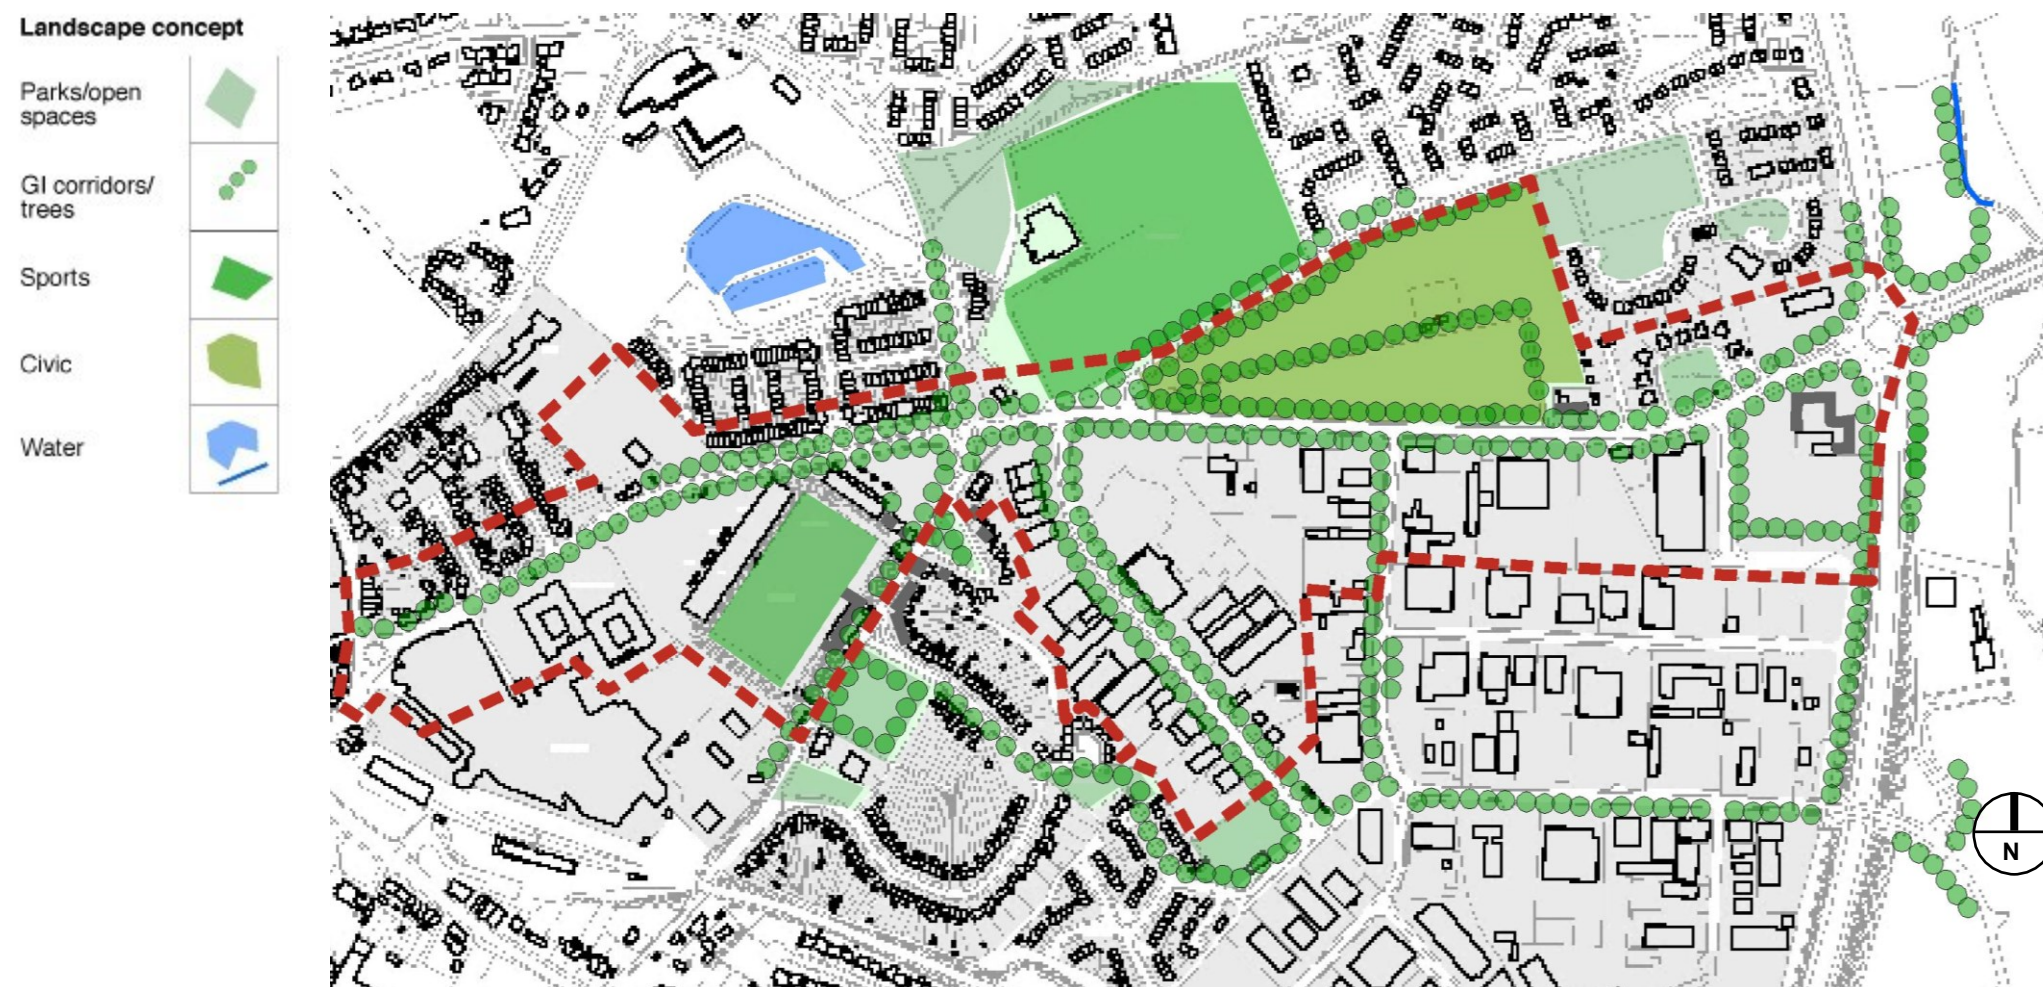 Landscape concept
Parks/open
spaces
GI corridors/
trees
Sports
Civic
Water
N